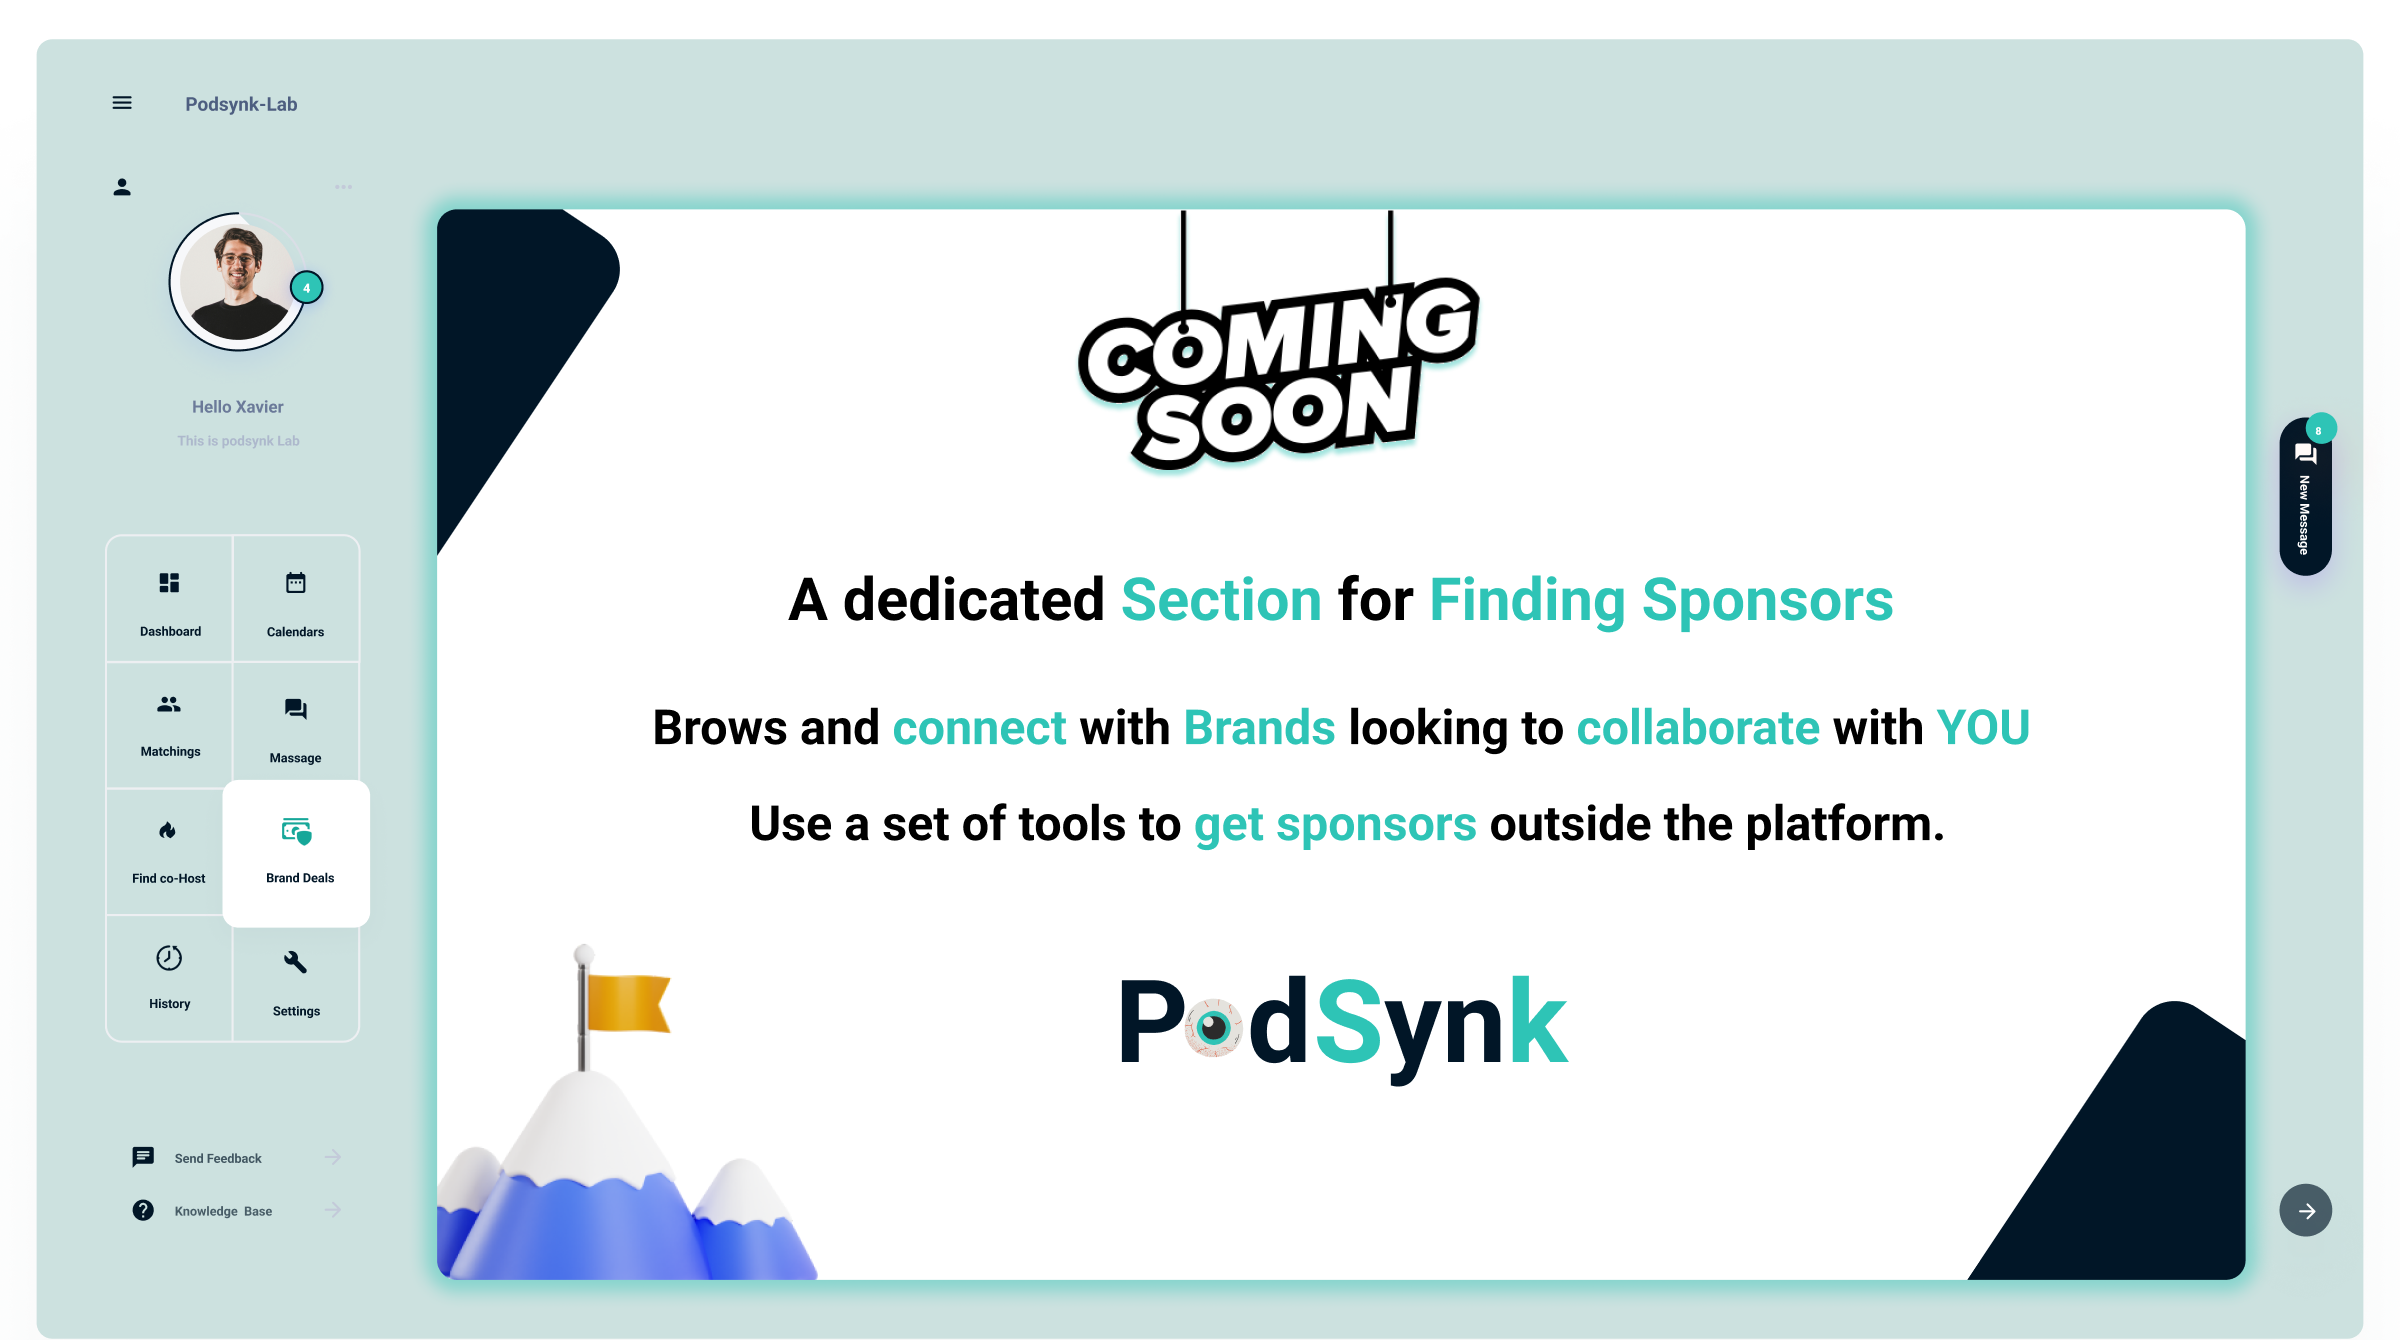 Podsynk-Lab
4
Hello Xavier
This is podsynk Lab
Dashboard
Calendars
Matchings
Massage
Find co-Host
Brand Deals
History
Settings
Send Feedback
Knowledge Base
COMING
SOON
A dedicated Section for Finding Sponsors
Brows and connect with Brands looking to collaborate with YOU
Use a set of tools to get sponsors outside the platform.
PodSynk
8
New Message